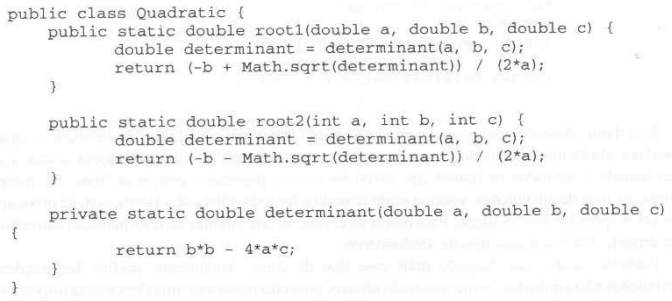 public class Quadratic {
public static double root1(double a, double b, double c) {
double determinant = determinant(a, b, c);
return (-b + Math.sqrt(determinant)) / (2*a);
}
public static double root2(int a, int b, int c) {
double determinant = determinant(a, b, c);
return (-b - Math.sqrt(determinant)) / (2*a);
}
private static double determinant(double a, double b, double c)
{
return b*b - 4*a*c;
}
}